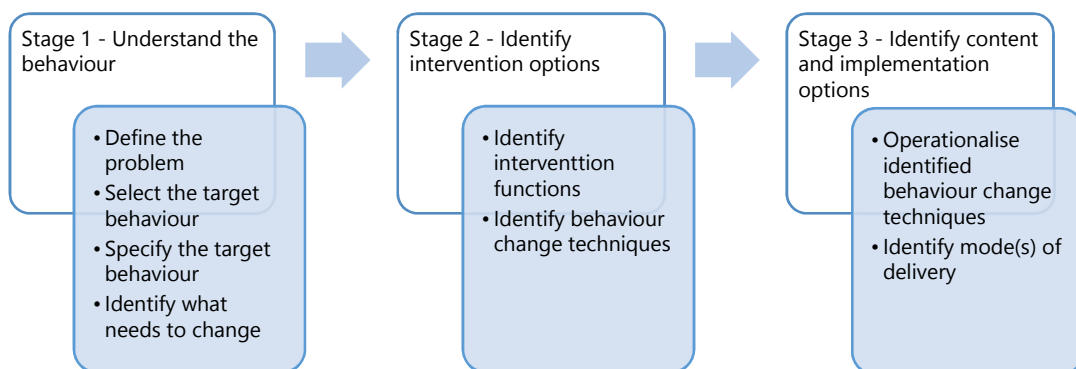 Stage 1 - Understand the
behaviour
• Define the
problem
• Select the target
behaviour
• Specify the target
behaviour
• Identify what
needs to change
Stage 2 - Identify
intervention options
• Identify
interventtion
functions
• Identify behaviour
change techniques
Stage 3 - Identify content
and implementation
options
• Operationalise
identified
behaviour change
techniques
• Identify mode(s) of
delivery